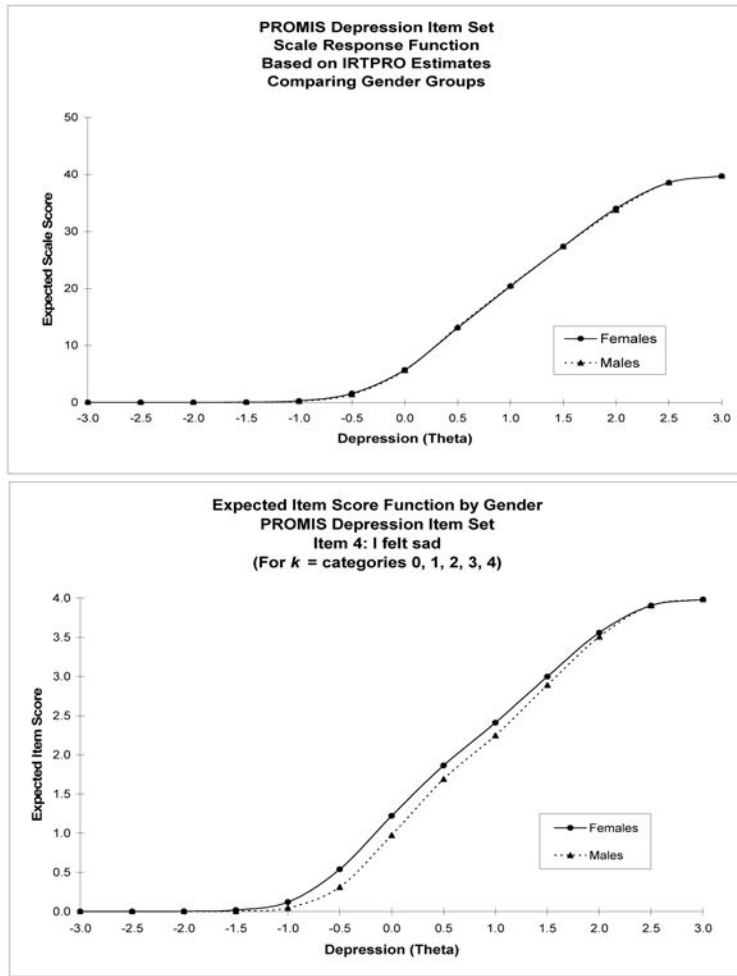 PROMIS Depression Item Set
Scale Response Function
Based on IRTPRO Estimates
Comparing Gender Groups
50
40
30
20
10
0
Expected Scale Score
Females
Males
-3.0 -2.5 -2.0 -1.5 -1.0 -0.5 0.0 0.5 1.0 1.5 2.0 2.5 3.0
Depression (Theta)
Expected Item Score Function by Gender
PROMIS Depression Item Set
Item 4: I felt sad
(For k = categories 0, 1, 2, 3, 4)
4.0
3.5
3.0
2.5
2.0
1.5
1.0
0.5
0.0
Expected Item Score
Females
Males
-3.0 -2.5 -2.0 -1.5 -1.0 -0.5 0.0 0.5 1.0 1.5 2.0 2.5 3.0
Depression (Theta)